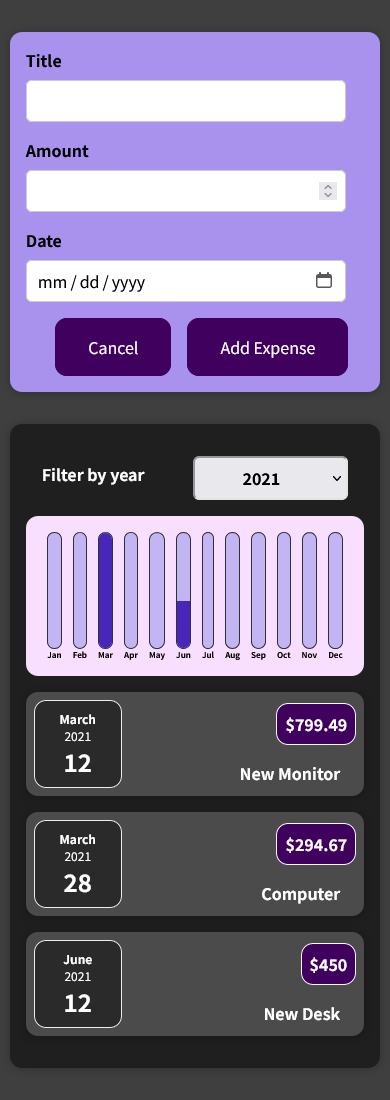 Title
Amount
Date
mm / dd / yyyy
Cancel Add Expense
Filter by year 2021
Jan Feb Mar Apr May Jun Jul Aug Sep Oct Nov Dec
March
2021
12
$799.49
New Monitor
March
2021
28
$294.67
Computer
June
2021
12
$450
New Desk